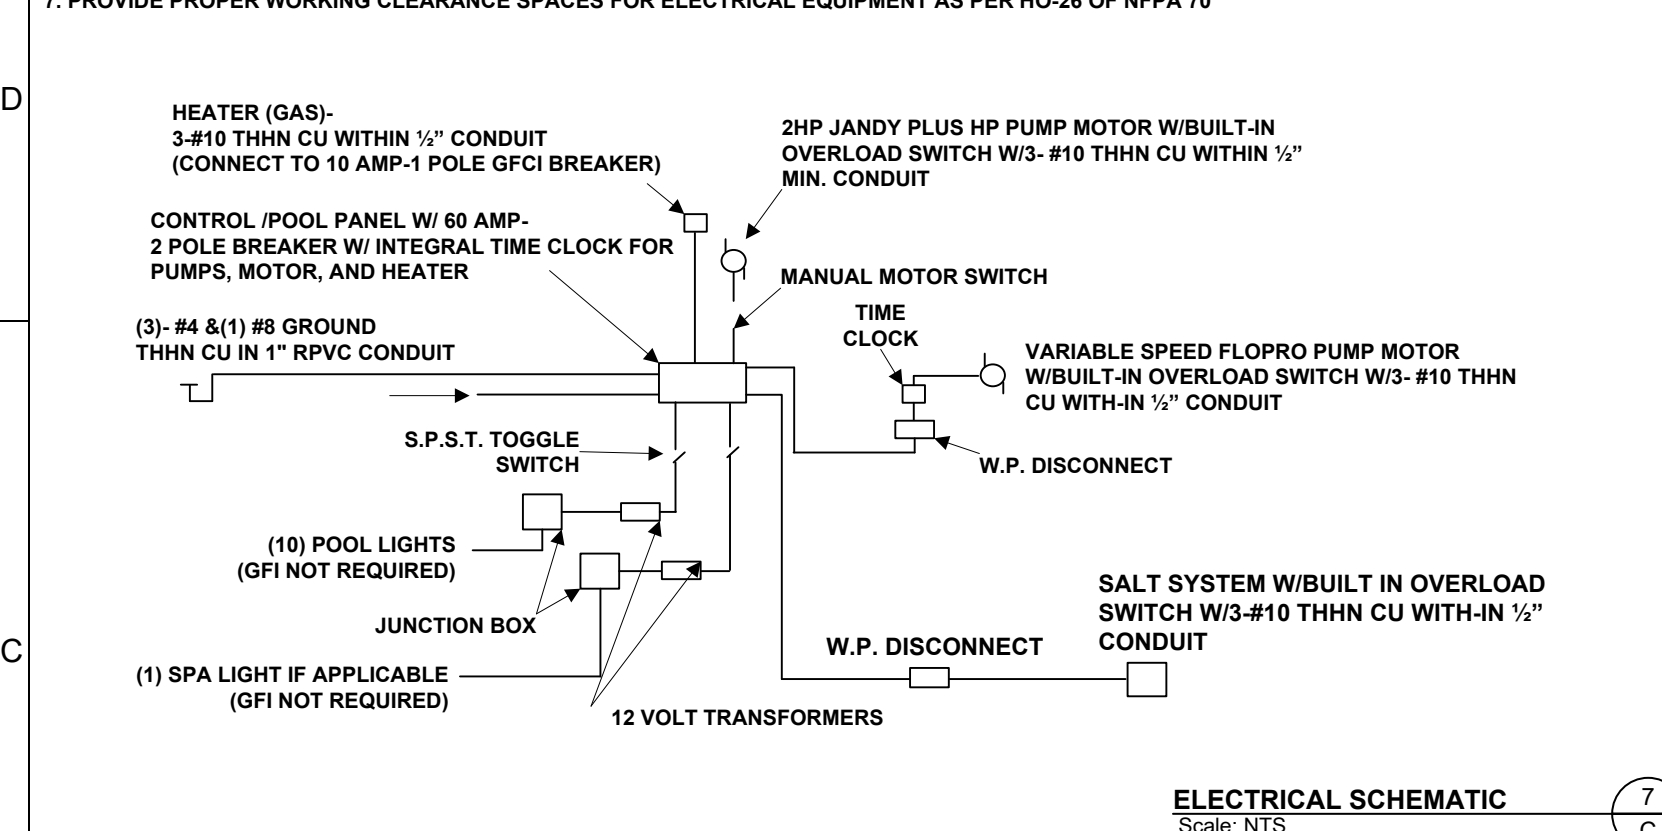 7. PROVIDE PROPER WORKING CLEARANCE SPACES FOR ELECTRICAL EQUIPMENT AS PER HO-26 OF NFPA 70
D
HEATER (GAS)-
3-#10 THHN CU WITHIN ½” CONDUIT
(CONNECT TO 10 AMP-1 POLE GFCI BREAKER)
2HP JANDY PLUS HP PUMP MOTOR W/BUILT-IN
OVERLOAD SWITCH W/3- #10 THHN CU WITHIN ½”
MIN. CONDUIT
CONTROL /POOL PANEL W/ 60 AMP-
2 POLE BREAKER W/ INTEGRAL TIME CLOCK FOR
PUMPS, MOTOR, AND HEATER
MANUAL MOTOR SWITCH
TIME
CLOCK
(3)- #4 &(1) #8 GROUND
THHN CU IN 1" RPVC CONDUIT
VARIABLE SPEED FLOPRO PUMP MOTOR
W/BUILT-IN OVERLOAD SWITCH W/3- #10 THHN
CU WITH-IN ½” CONDUIT
S.P.S.T. TOGGLE
SWITCH
W.P. DISCONNECT
(10) POOL LIGHTS
(GFI NOT REQUIRED)
JUNCTION BOX
SALT SYSTEM W/BUILT IN OVERLOAD
SWITCH W/3-#10 THHN CU WITH-IN ½”
CONDUIT
C
W.P. DISCONNECT
(1) SPA LIGHT IF APPLICABLE
(GFI NOT REQUIRED)
12 VOLT TRANSFORMERS
ELECTRICAL SCHEMATIC
7
Scale: NTS